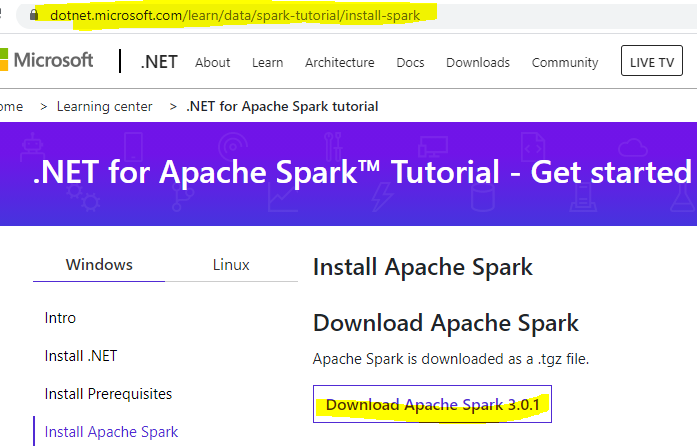 dotnet.microsoft.com/learn/data/spark-tutorial/install-spark
Microsoft .NET About Learn Architecture Docs Downloads Community LIVE TV
ome > Learning center > .NET for Apache Spark tutorial
.NET for Apache Spark™ Tutorial - Get started
Windows Linux
Intro
Install .NET
Install Prerequisites
Install Apache Spark
Install Apache Spark
Download Apache Spark
Apache Spark is downloaded as a .tgz file.
Download Apache Spark 3.0.1